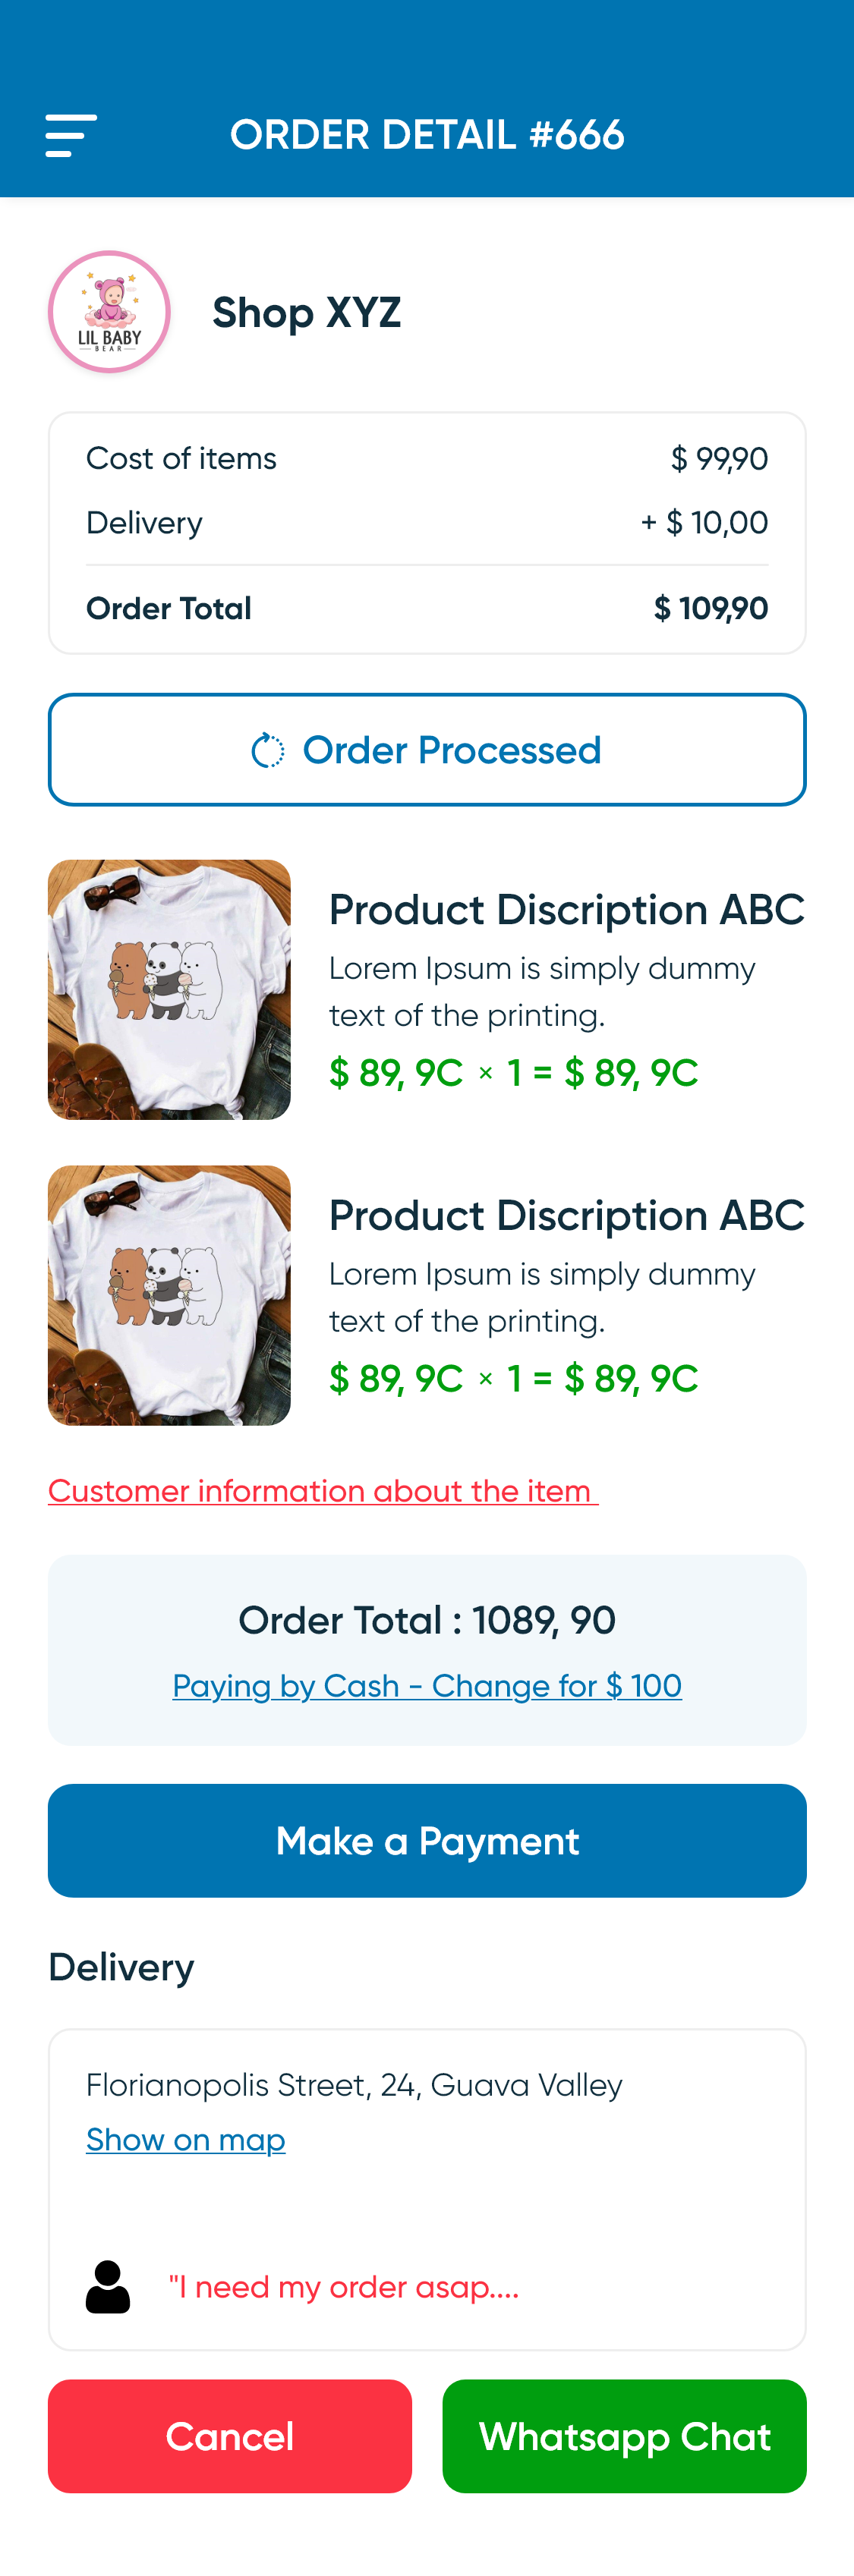 ORDER DETAIL #666
LIL BABY
BEAR
Shop XYZ
Cost of items $ 99,90
Delivery + $ 10,00
Order Total $ 109,90
Order Processed
Product Discription ABC
Lorem Ipsum is simply dummy
text of the printing.
$ 89, 9C × 1 = $ 89, 9C
Product Discription ABC
Lorem Ipsum is simply dummy
text of the printing.
$ 89, 9C × 1 = $ 89, 9C
Customer information about the item
Order Total : 1089, 90
Paying by Cash - Change for $ 100
Make a Payment
Delivery
Florianopolis Street, 24, Guava Valley
Show on map
"I need my order asap....
Cancel
Whatsapp Chat